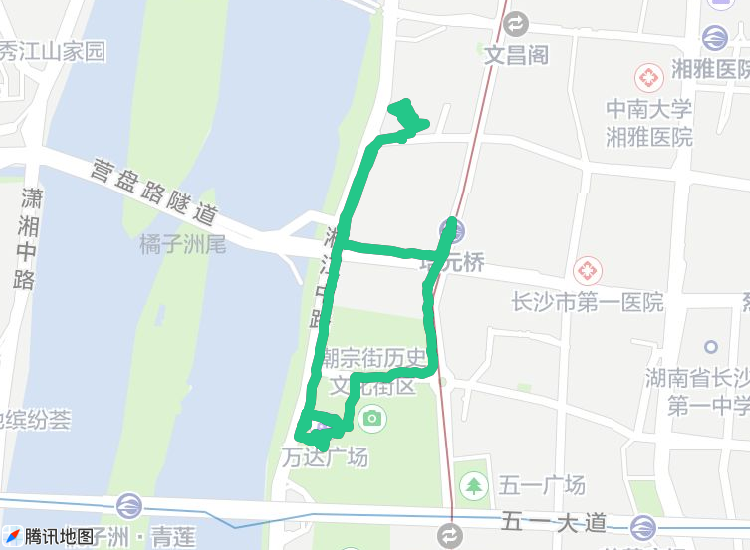 秀江山家园
文昌阁
湘雅医院
中南大学
湘雅医院
营盘路隧道
潇湘中路
橘子洲尾
湘江中路
培元桥
长沙市第一医院
潮宗街历史
文化街区
湖南省长沙
第一中学
地缤纷荟
万达广场
五一广场
五一大道
橘子洲·青莲
腾讯地图